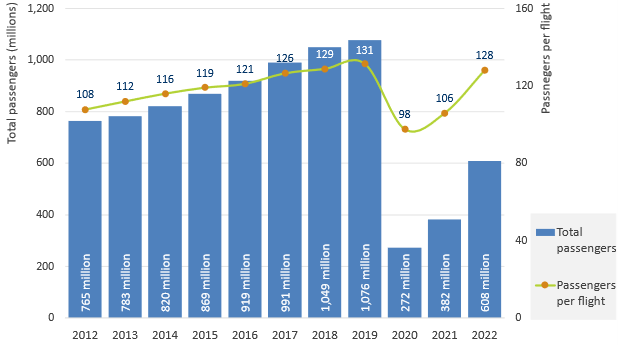 1,200
1,000
800
600
400
200
0
Total passengers (millions)
160
120
80
40
0
Passnegers per flight
108
112
116
119
121
126
129
131
98
106
128
765 million
783 million
820 million
869 million
919 million
991 million
1,049 million
1,076 million
272 million
382 million
608 million
2012 2013 2014 2015 2016 2017 2018 2019 2020 2021 2022
Total
passengers
Passengers
per flight